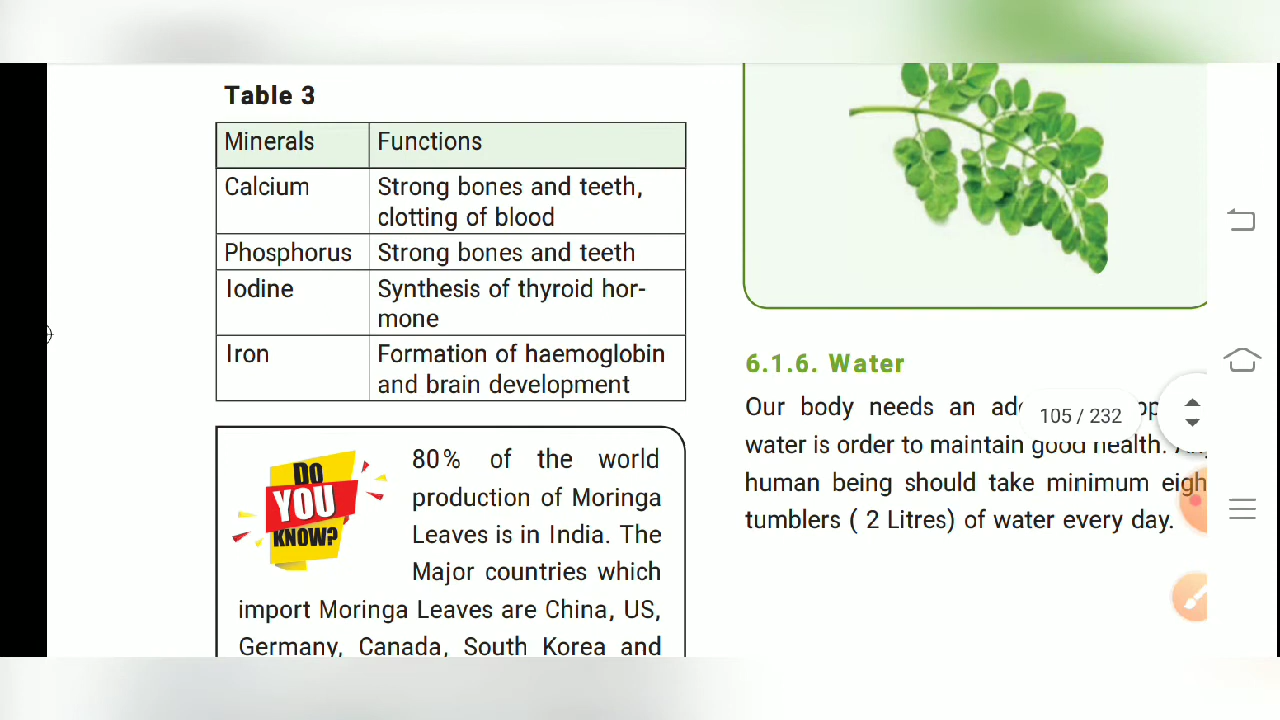 Table 3
Minerals Functions
Calcium Strong bones and teeth,
clotting of blood
Phosphorus Strong bones and teeth
Iodine Synthesis of thyroid hor-
mone
Iron Formation of haemoglobin
and brain development
DO
YOU
KNOW?
80% of the world
production of Moringa
Leaves is in India. The
Major countries which
import Moringa Leaves are China, US,
Germany, Canada, South Korea and
6.1.6. Water
Our body needs an
water is order to maintain good health.
human being should take minimum
tumblers ( 2 Litres) of water every day.
105 / 232